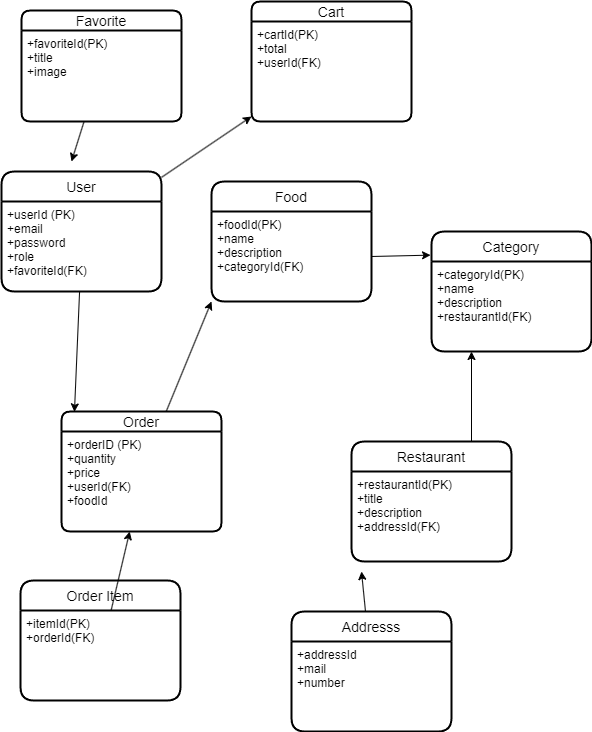 Favorite
+favoriteId(PK)
+title
+image
Cart
+cartId(PK)
+total
+userId(FK)
User
+userId (PK)
+email
+password
+role
+favoriteId(FK)
Food
+foodId(PK)
+name
+description
+categoryId(FK)
Category
+categoryId(PK)
+name
+description
+restaurantId(FK)
Order
+orderID (PK)
+quantity
+price
+userId(FK)
+foodId
Restaurant
+restaurantId(PK)
+title
+description
+addressId(FK)
Order Item
+itemId(PK)
+orderId(FK)
Addresss
+addressId
+mail
+number